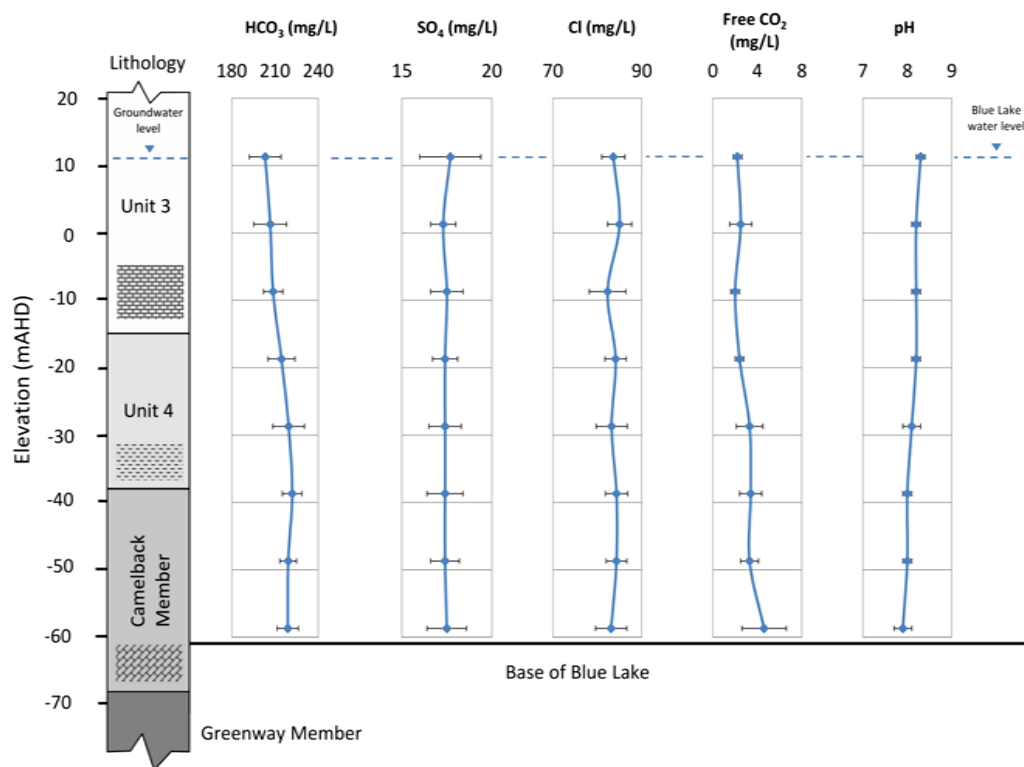 HCO3 (mg/L) SO4 (mg/L) Cl (mg/L) Free CO2 (mg/L) pH
Lithology 180 210 240 15 20 70 90 0 4 8 7 8 9
20
Groundwater level
Blue Lake water level
10
Unit 3
0
-10
-20
Unit 4
-30
-40
-50
Camelback Member
-60
Base of Blue Lake
-70
Greenway Member
Elevation (mAHD)